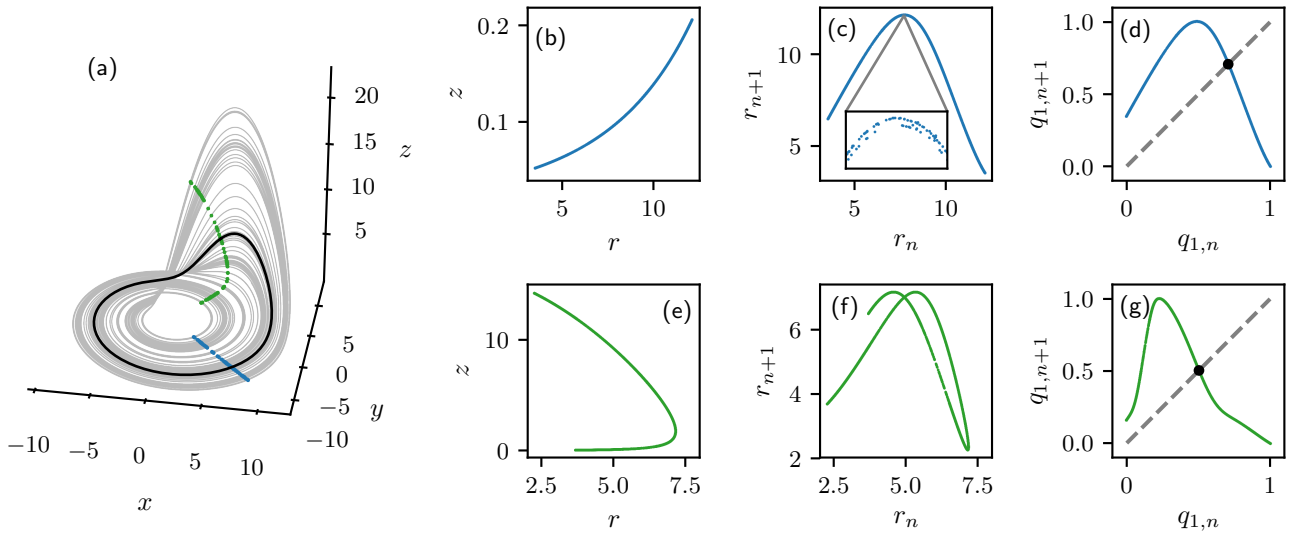 (a)
20
15
z
10
5
5
0
−5
y
−10
−10
−5
0
5
10
x
(b)
0.2
0.1
z
5
10
r
(c)
10
5
r_{n+1}
5
10
r_n
(d)
1.0
0.5
0.0
q_{1,n+1}
0
1
q_{1,n}
(e)
10
0
z
2.5
5.0
7.5
r
(f)
6
4
2
r_{n+1}
2.5
5.0
7.5
r_n
(g)
1.0
0.5
0.0
q_{1,n+1}
0
1
q_{1,n}